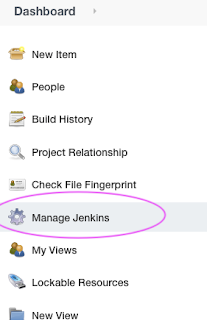 Dashboard
New Item
People
Build History
Project Relationship
Check File Fingerprint
Manage Jenkins
My Views
Lockable Resources
New View